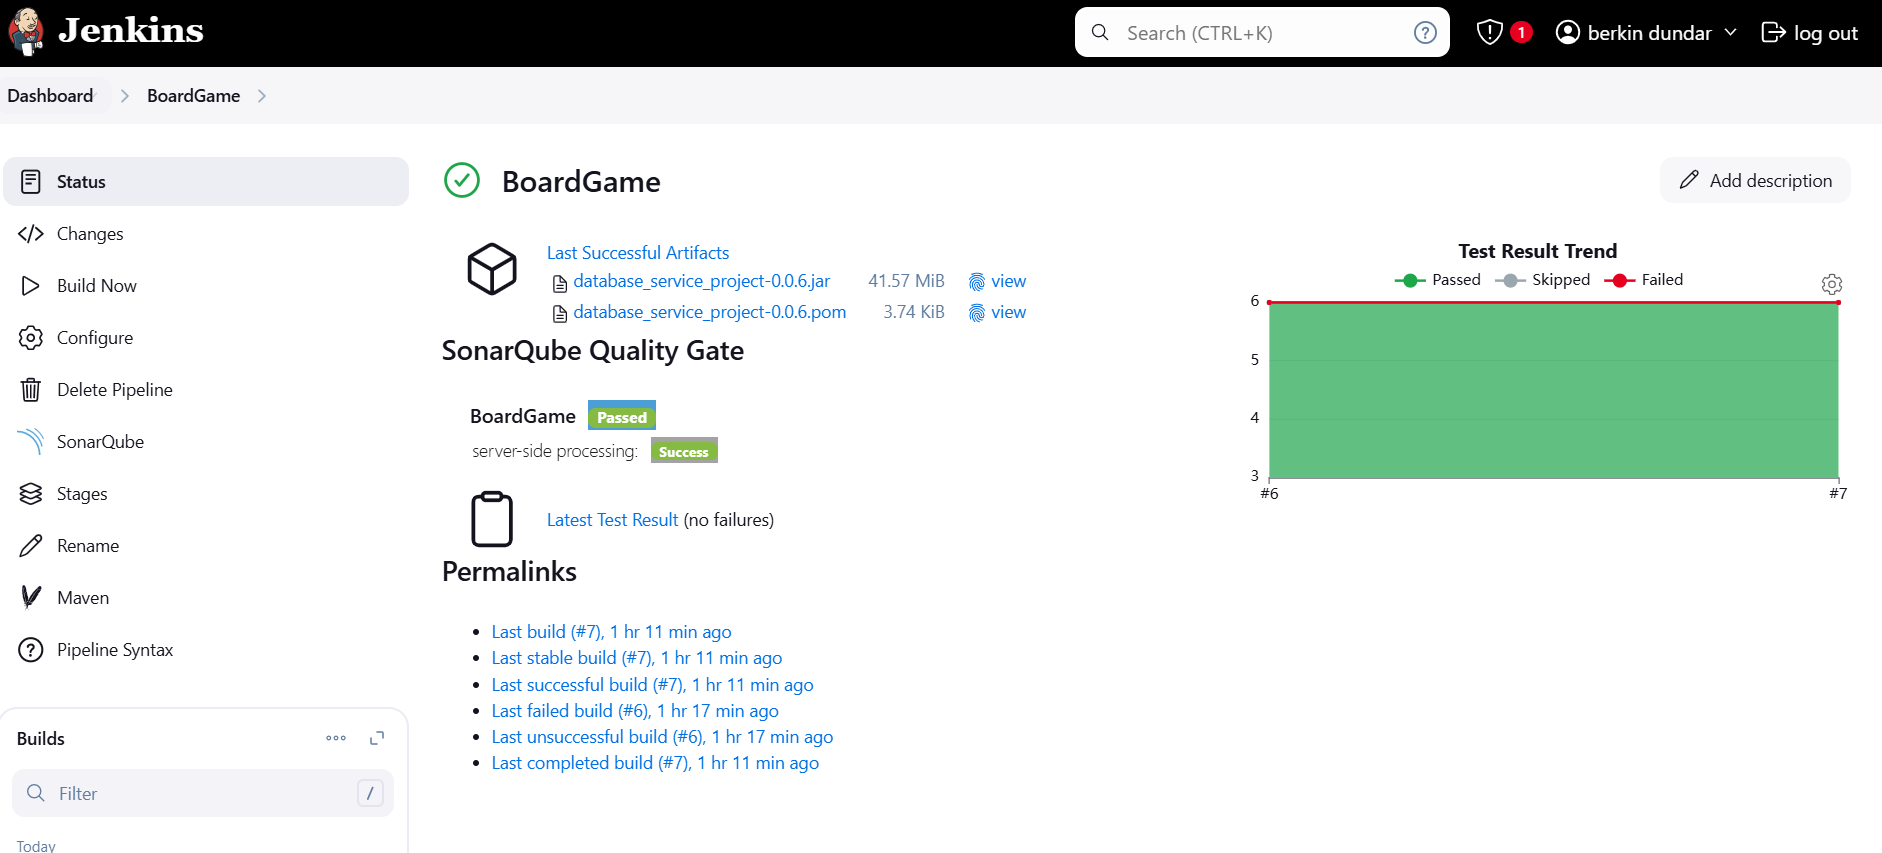 Jenkins
Search (CTRL+K)
?
1
berkin dundar
log out
Dashboard
BoardGame
Status
Changes
Build Now
Configure
Delete Pipeline
SonarQube
Stages
Rename
Maven
Pipeline Syntax
Builds
Filter
/
Today
BoardGame
Add description
Last Successful Artifacts
database_service_project-0.0.6.jar 41.57 MiB view
database_service_project-0.0.6.pom 3.74 KiB view
SonarQube Quality Gate
BoardGame Passed
server-side processing: Success
Latest Test Result (no failures)
Permalinks
Last build (#7), 1 hr 11 min ago
Last stable build (#7), 1 hr 11 min ago
Last successful build (#7), 1 hr 11 min ago
Last failed build (#6), 1 hr 17 min ago
Last unsuccessful build (#6), 1 hr 17 min ago
Last completed build (#7), 1 hr 11 min ago
Test Result Trend
Passed Skipped Failed
6
5
4
3
#6 #7